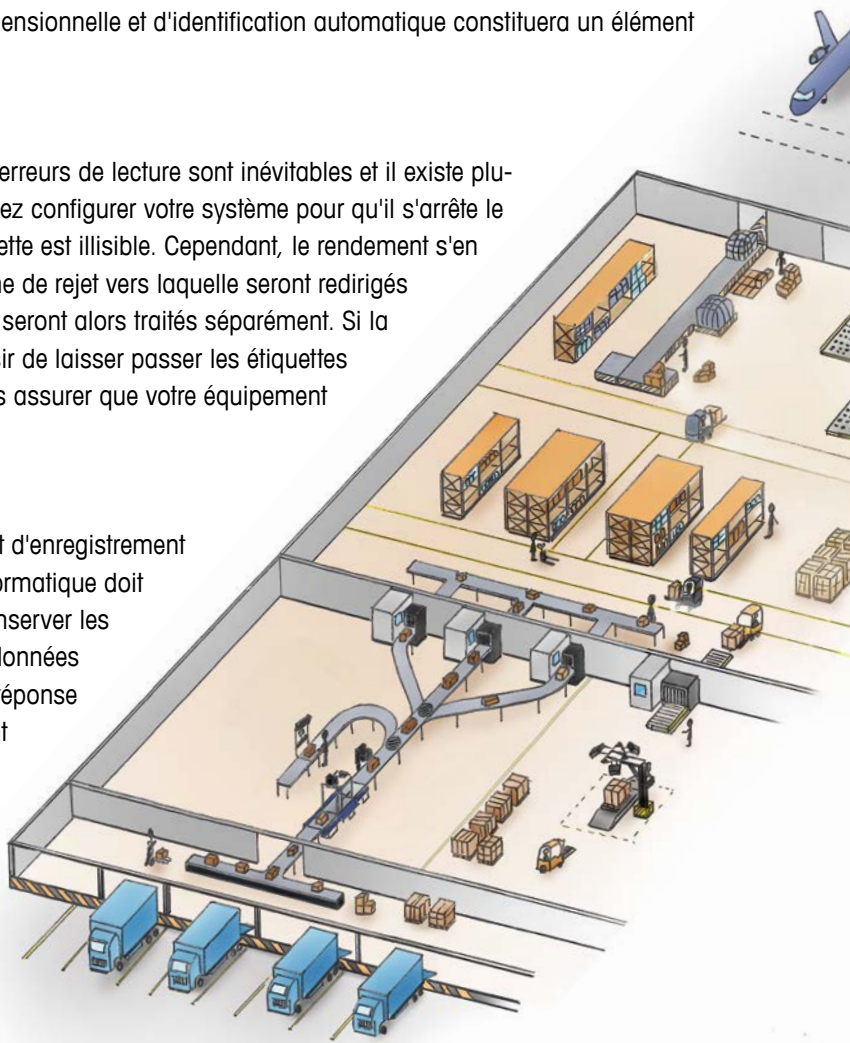 ensionnelle et d'identification automatique constituera un élément
erreurs de lecture sont inévitables et il existe plu-
ez configurer votre système pour qu'il s'arrête le
ette est illisible. Cependant, le rendement s'en
ne de rejet vers laquelle seront redirigés
seront alors traités séparément. Si la
sir de laisser passer les étiquettes
s assurer que votre équipement
t d'enregistrement
ormatique doit
nserver les
données
réponse
t